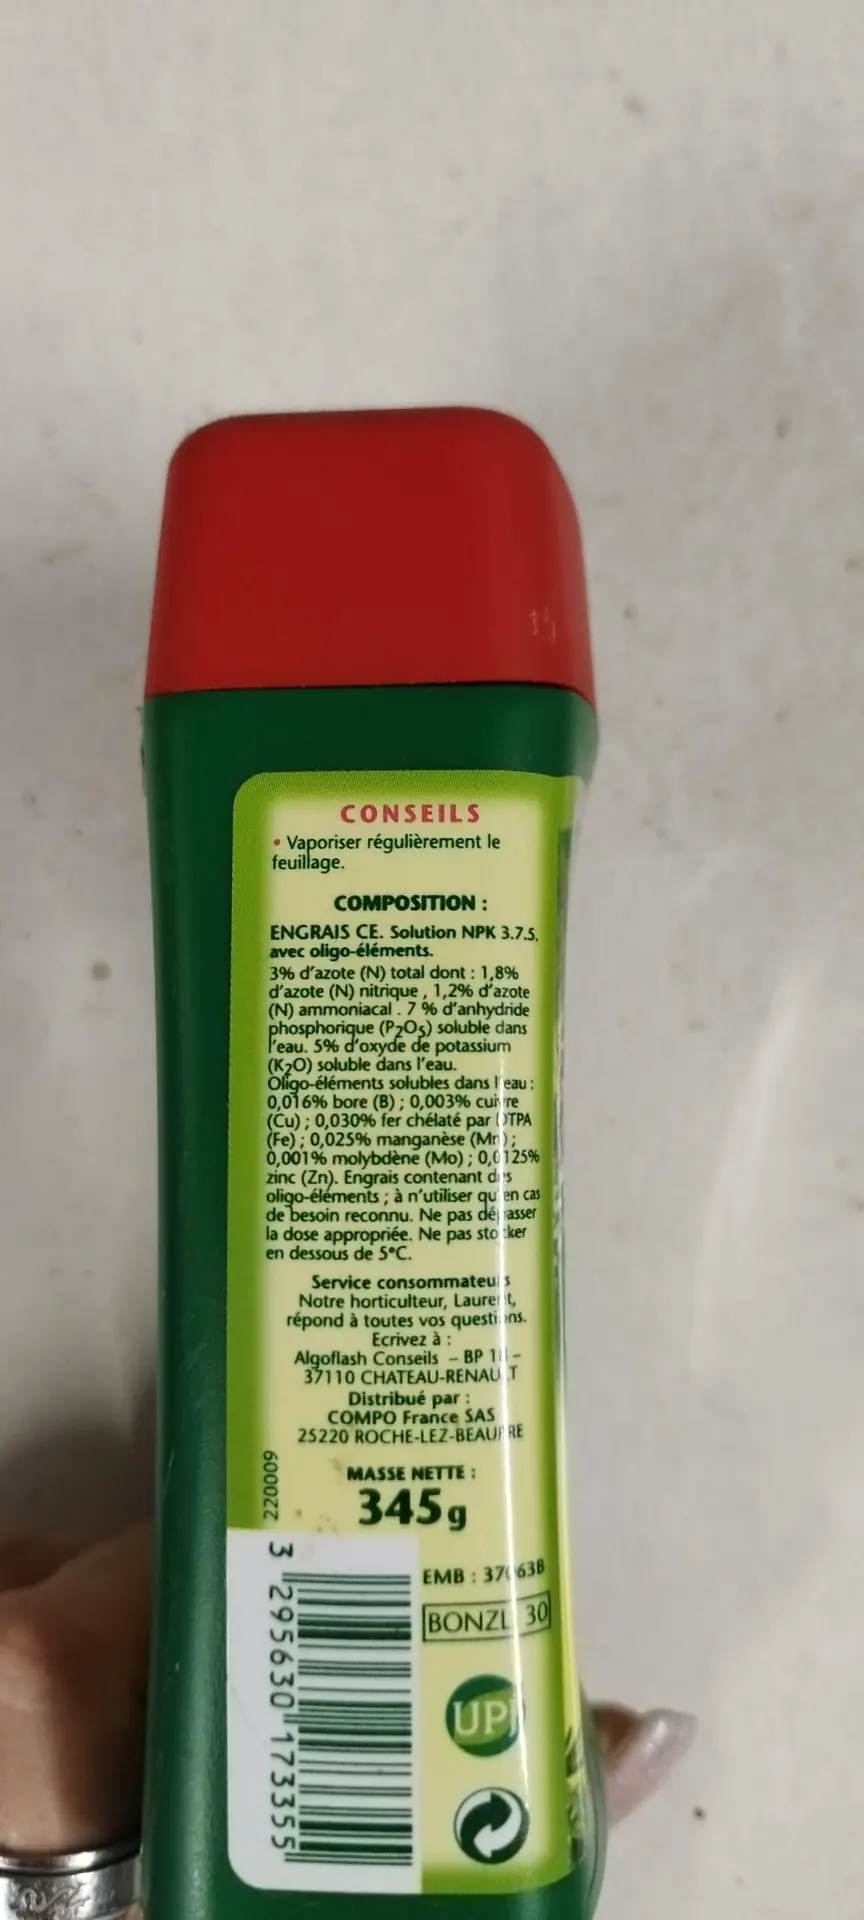 CONSEILS
• Vaporiser régulièrement le
feuillage.
COMPOSITION :
ENGRAIS CE. Solution NPK 3.7.5.
avec oligo-éléments.
3% d'azote (N) total dont : 1,8%
d'azote (N) nitrique , 1,2% d'azote
(N) ammoniacal . 7 % d'anhydride
phosphorique (P₂O₅) soluble dans
l'eau. 5% d'oxyde de potassium
(K₂O) soluble dans l'eau.
Oligo-éléments solubles dans l'eau :
0,016% bore (B) ; 0,003% cuivre
(Cu) ; 0,030% fer chélaté par DTPA
(Fe) ; 0,025% manganèse (Mn) ;
0,001% molybdène (Mo) ; 0,0125%
zinc (Zn). Engrais contenant des
oligo-éléments ; à n'utiliser qu'en cas
de besoin reconnu. Ne pas dépasser
la dose appropriée. Ne pas stocker
en dessous de 5°C.
Service consommateurs
Notre horticulteur, Laurent,
répond à toutes vos questions.
Ecrivez à :
Algoflash Conseils – BP –
37110 CHATEAU-RENAULT
Distribué par :
COMPO France SAS
25220 ROCHE-LEZ-BEAUPRE
220009
MASSE NETTE :
345g
3 295630 173355
EMB : 37063B
BONZL 30
UPJ